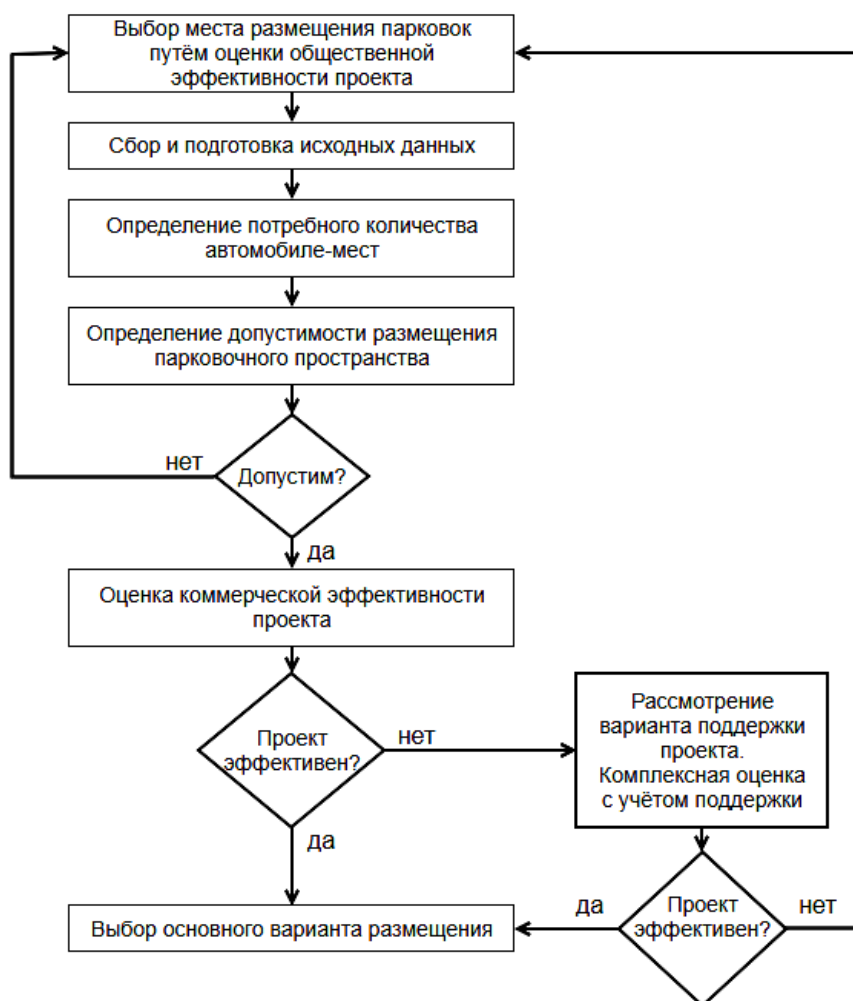 Выбор места размещения парковок
путём оценки общественной
эффективности проекта
Сбор и подготовка исходных данных
Определение потребного количества
автомобиле-мест
Определение допустимости размещения
парковочного пространства
нет
Допустим?
да
Оценка коммерческой эффективности
проекта
Проект
эффективен?
нет
Рассмотрение
варианта поддержки
проекта.
Комплексная оценка
с учётом поддержки
да
Выбор основного варианта размещения
да
Проект
эффективен?
нет